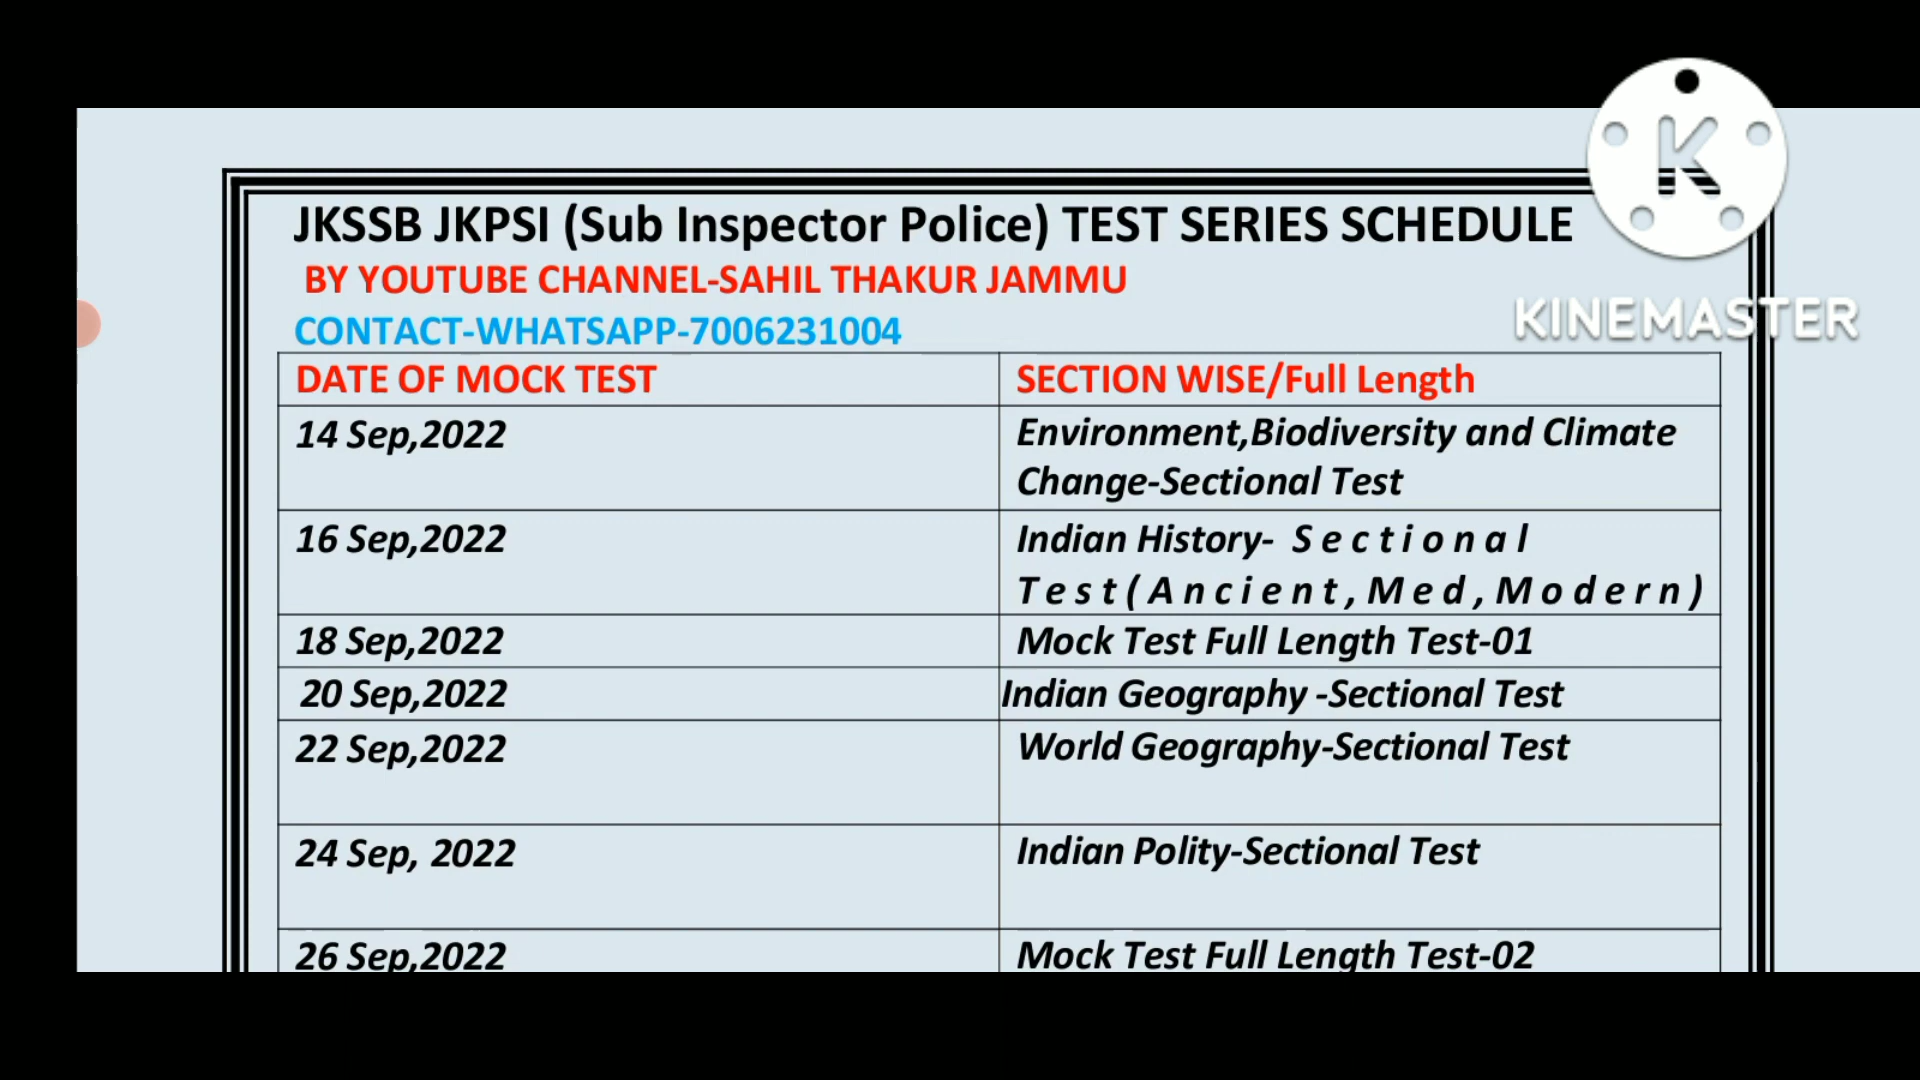 JKSSB JKPSI (Sub Inspector Police) TEST SERIES SCHEDULE
BY YOUTUBE CHANNEL-SAHIL THAKUR JAMMU
CONTACT-WHATSAPP-7006231004
KINEMASTER
DATE OF MOCK TEST SECTION WISE/Full Length
14 Sep,2022 Environment,Biodiversity and Climate
Change-Sectional Test
16 Sep,2022 Indian History- Sectional
Test(Ancient,Med,Modern)
18 Sep,2022 Mock Test Full Length Test-01
20 Sep,2022 Indian Geography -Sectional Test
22 Sep,2022 World Geography-Sectional Test
24 Sep, 2022 Indian Polity-Sectional Test
26 Sep,2022 Mock Test Full Length Test-02